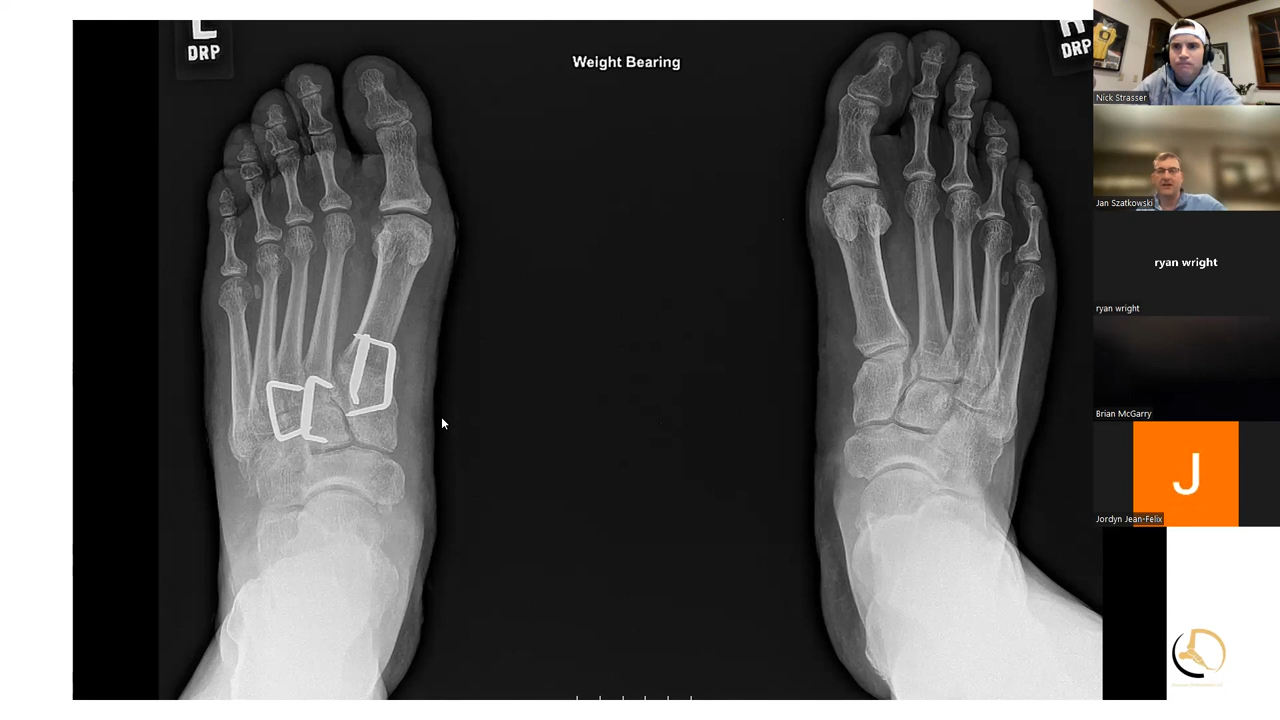 L
DRP
Weight Bearing
R
DRP
Nick Strasser
Jan Szatkowski
ryan wright
ryan wright
Brian McGarry
J
Jordyn Jean-Felix